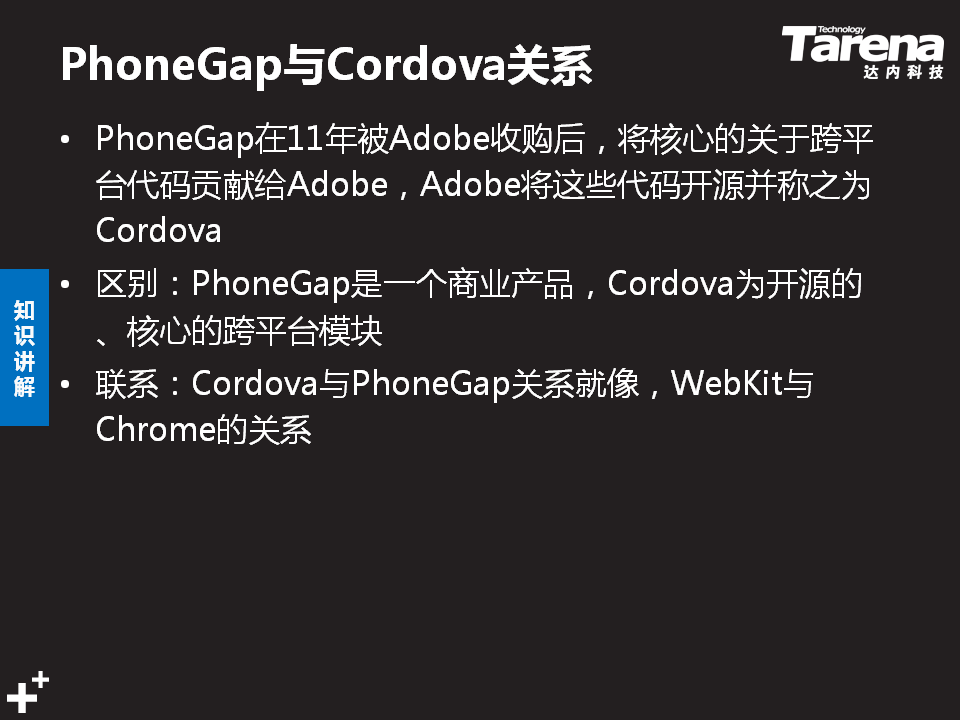 PhoneGap与Cordova关系
Technology
Tarena
达内科技
• PhoneGap在11年被Adobe收购后，将核心的关于跨平
台代码贡献给Adobe，Adobe将这些代码开源并称之为
Cordova
• 区别：PhoneGap是一个商业产品，Cordova为开源的
、核心的跨平台模块
• 联系：Cordova与PhoneGap关系就像，WebKit与
Chrome的关系
知
识
讲
解